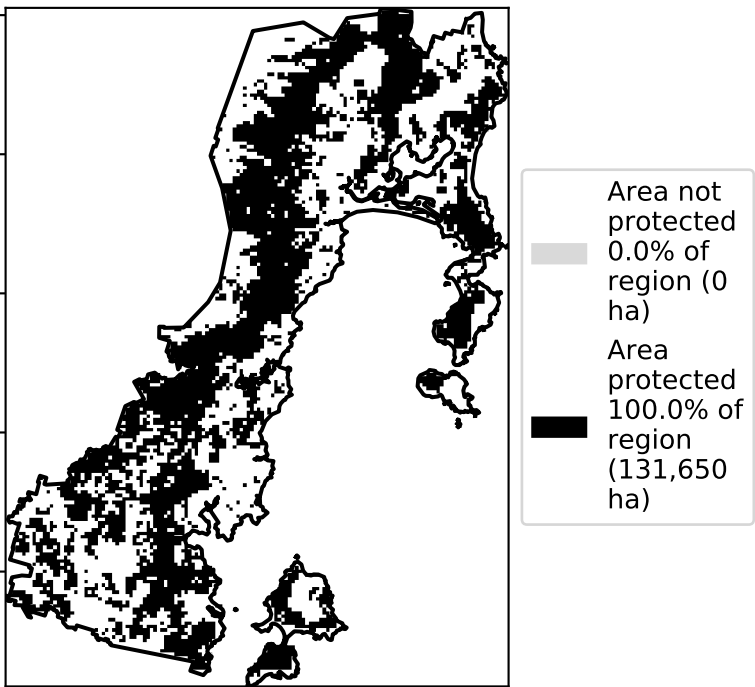 Area not
protected
0.0% of
region (0
ha)
Area
protected
100.0% of
region
(131,650
ha)